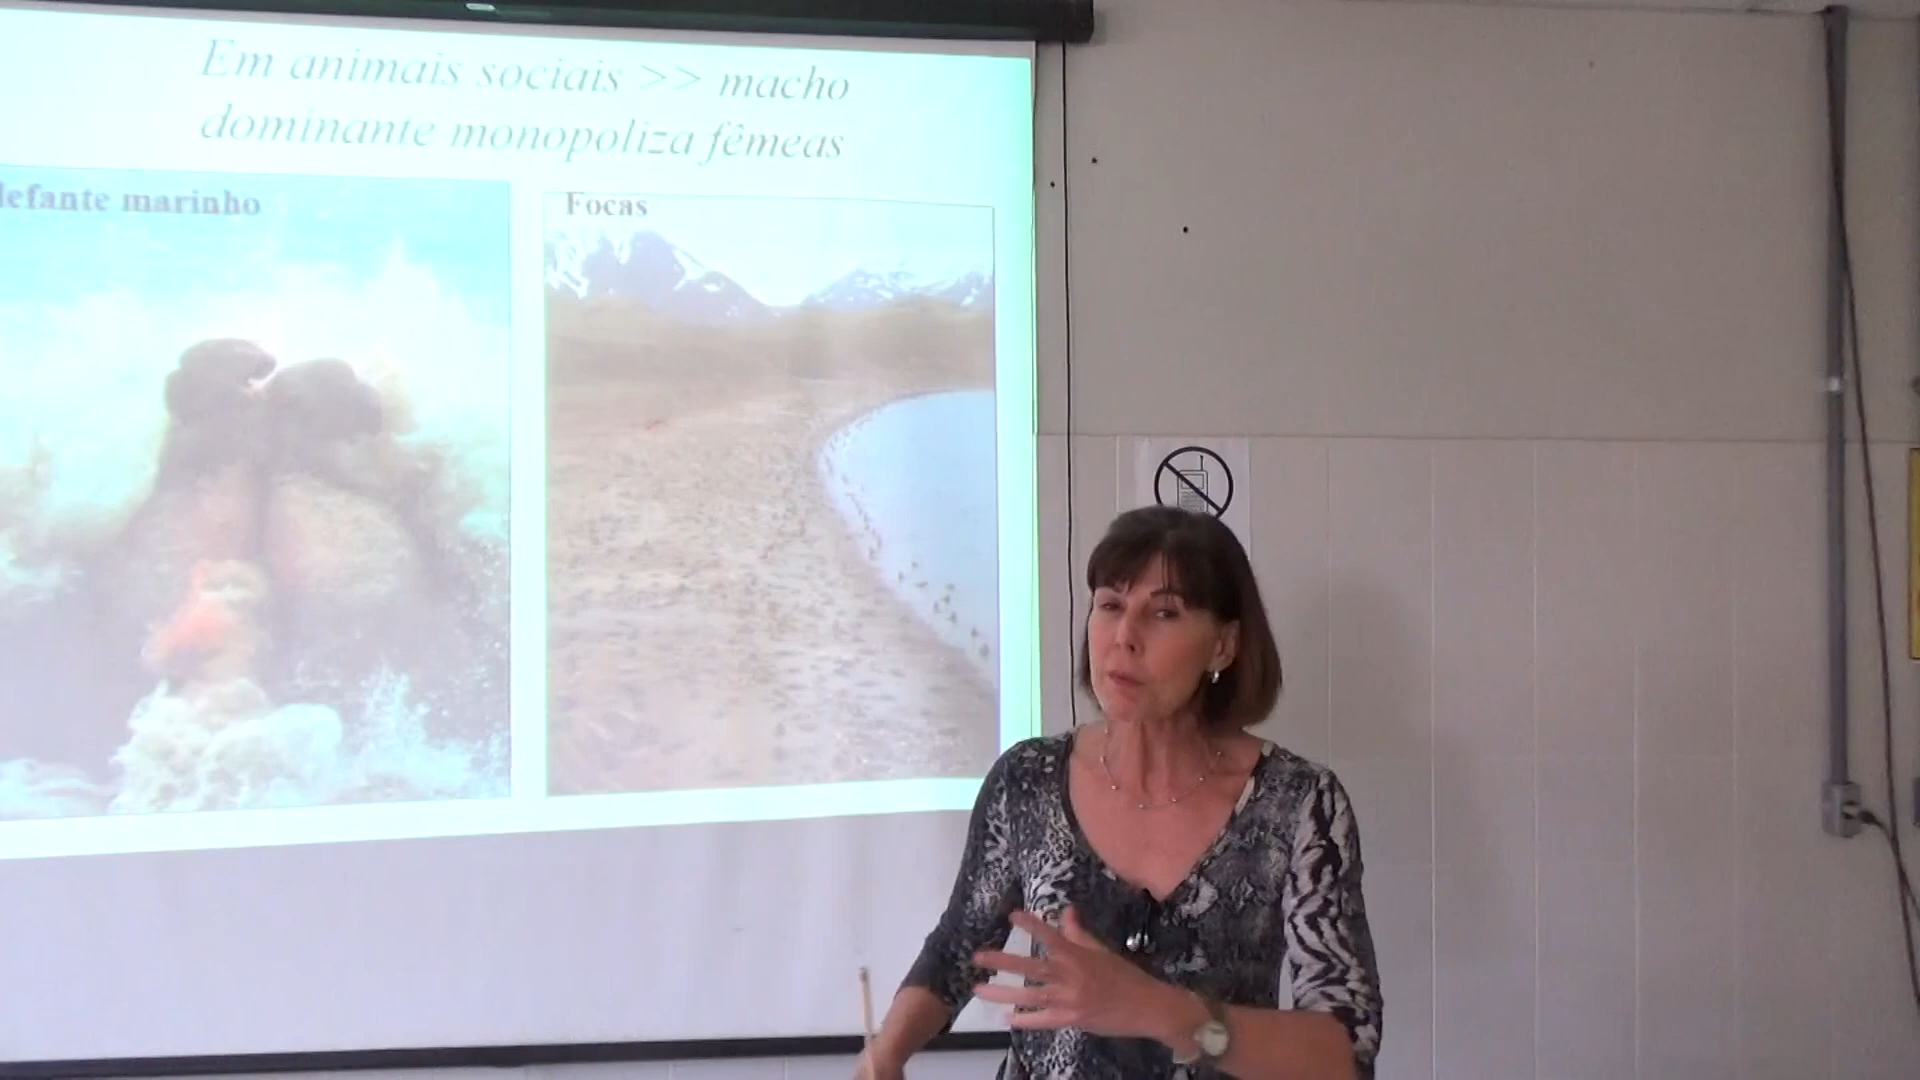 Em animais sociais >> macho
dominante monopoliza fêmeas
lefante marinho
Focas